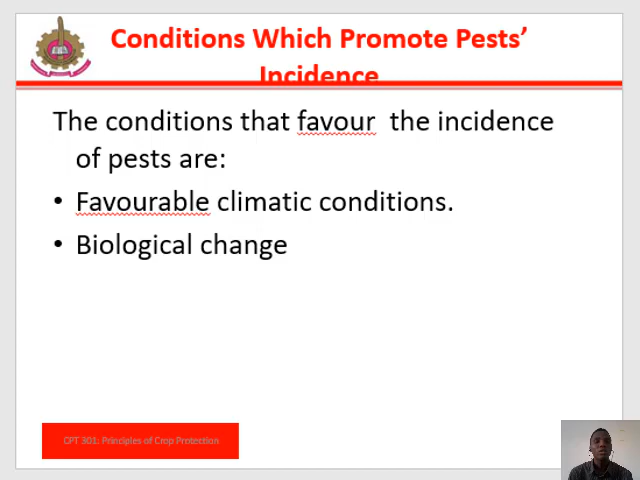 Conditions Which Promote Pests’
Incidence
The conditions that favour the incidence
of pests are:
• Favourable climatic conditions.
• Biological change
CPT 301: Principles of Crop Protection